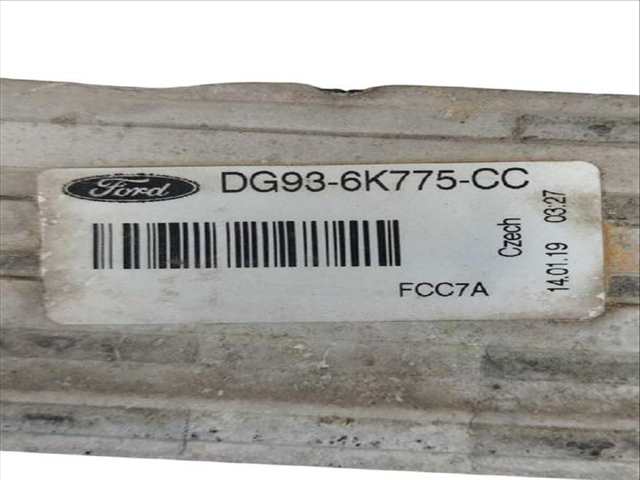 Ford
DG93-6K775-CC
FCC7A
Czech
14.01.19 03:27